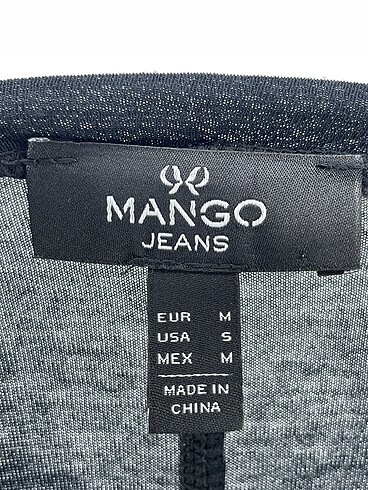 MANGO
JEANS
EUR M
USA S
MEX M
MADE IN
CHINA